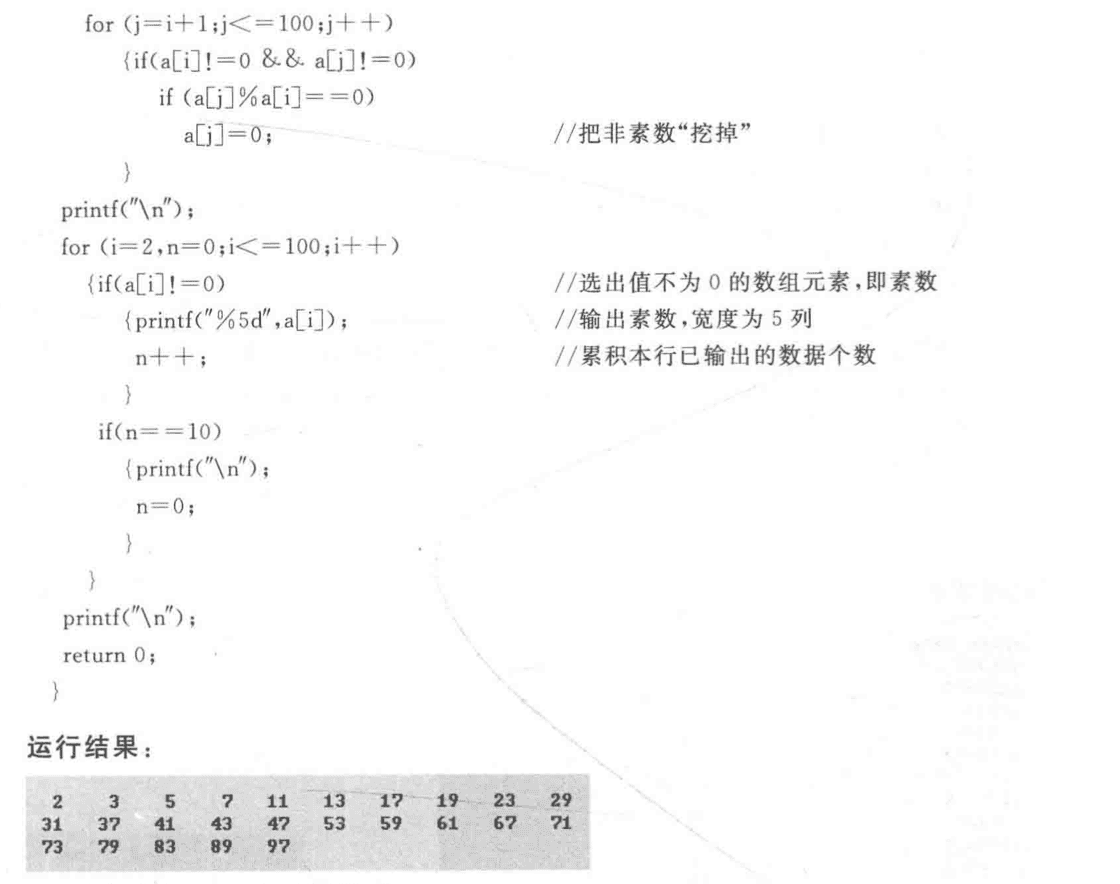 for (j=i+1;j<=100;j++)
{if(a[i]!=0 && a[j]!=0)
if (a[j]%a[i]==0)
a[j]=0; //把非素数“挖掉”
}
printf("\n");
for (i=2,n=0;i<=100;i++)
{if(a[i]!=0) //选出值不为 0 的数组元素,即素数
{printf("%5d",a[i]); //输出素数,宽度为 5 列
n++; //累积本行已输出的数据个数
}
if(n==10)
{printf("\n");
n=0;
}
}
printf("\n");
return 0;
}
运行结果:
2 3 5 7 11 13 17 19 23 29
31 37 41 43 47 53 59 61 67 71
73 79 83 89 97